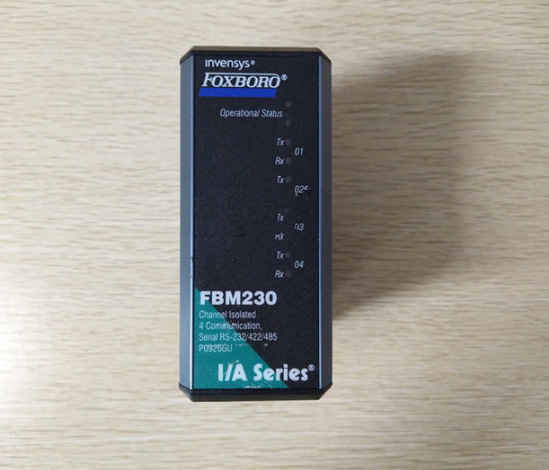 invensys®
FOXBORO®
Operational Status
Tx
01
Rx
Tx
02
Tx
03
Rx
Tx
04
Rx
FBM230
Channel Isolated
4 Communication,
Serial RS-232/422/485
P0926GU
I/A Series®